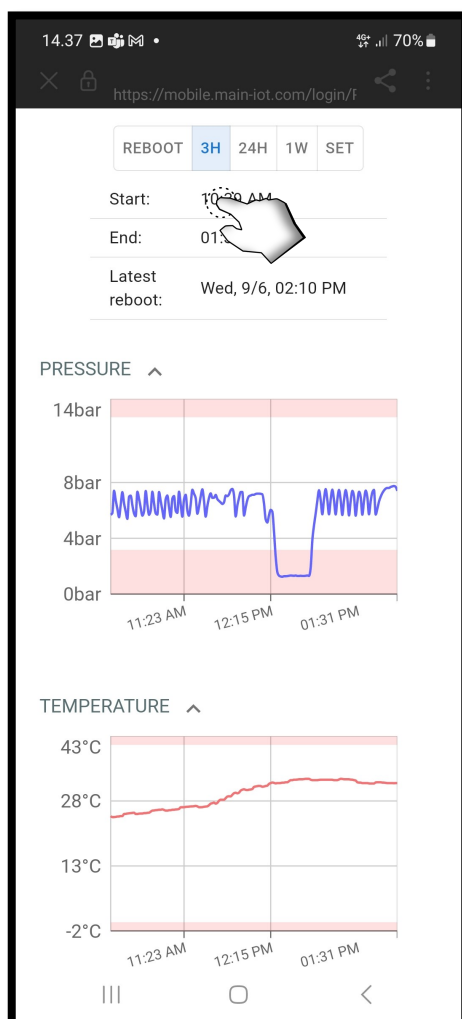 14.37 4G+ 70%
https://mobile.main-iot.com/login/F
REBOOT 3H 24H 1W SET
Start: AM
End: 01:
Latest
reboot: Wed, 9/6, 02:10 PM
PRESSURE
14bar
8bar
4bar
0bar
11:23 AM 12:15 PM 01:31 PM
TEMPERATURE
43°C
28°C
13°C
-2°C
11:23 AM 12:15 PM 01:31 PM